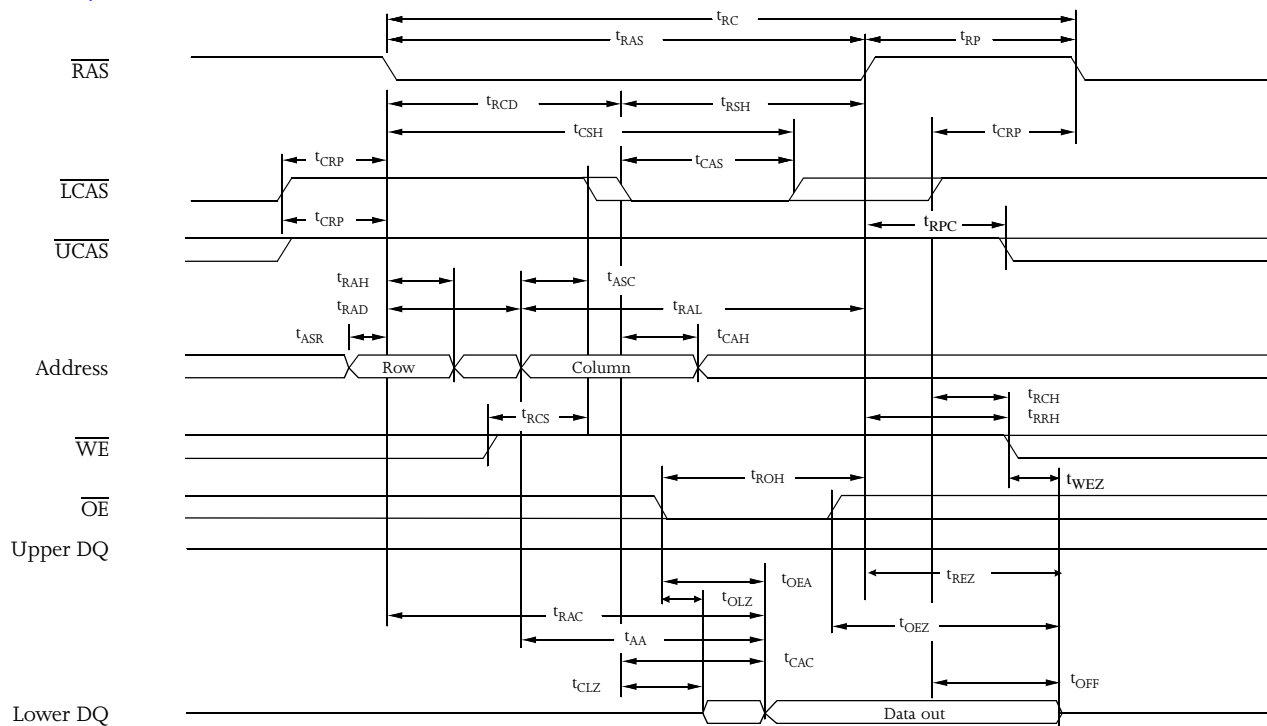 tRC
tRAS tRP
RAS
tRCD tRSH
tCSH tCRP
tCRP tCAS
LCAS
tCRP tRPC
UCAS
tRAH tASC
tRAD tRAL
tASR tCAH
Address Row Column
tRCH
tRCS tRRH
WE
tROH tWEZ
OE
Upper DQ
tOEA tREZ
tOLZ
tRAC
tOEZ
tAA
tCAC
tCLZ tOFF
Lower DQ Data out